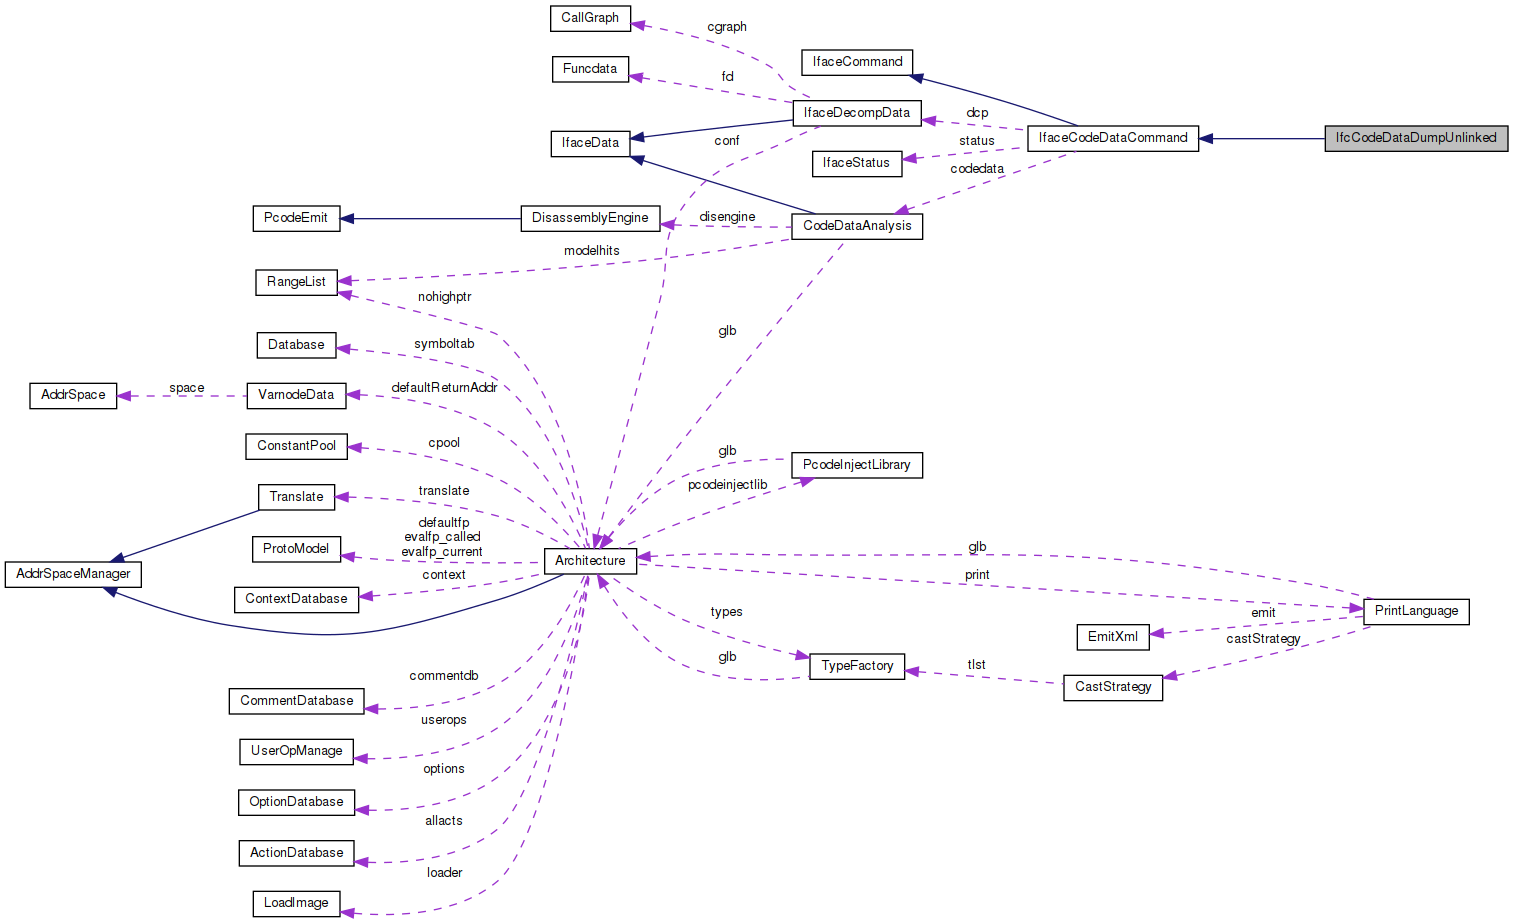 CallGraph
cgraph
IfaceCommand
Funcdata
fd
IfaceDecompData
dcp
IfaceData
conf
IfaceCodeDataCommand
IfcCodeDataDumpUnlinked
status
IfaceStatus
codedata
PcodeEmit
DisassemblyEngine
disengine
CodeDataAnalysis
modelhits
RangeList
nohighptr
glb
Database
symboltab
AddrSpace
space
VarnodeData
defaultReturnAddr
ConstantPool
cpool
glb
PcodeInjectLibrary
pcodeinjectlib
Translate
translate
defaultfp
evalfp_called
evalfp_current
ProtoModel
Architecture
glb
AddrSpaceManager
context
print
ContextDatabase
types
emit
PrintLanguage
EmitXml
castStrategy
glb
TypeFactory
tlst
CastStrategy
commentdb
CommentDatabase
userops
UserOpManage
options
OptionDatabase
allacts
ActionDatabase
loader
LoadImage